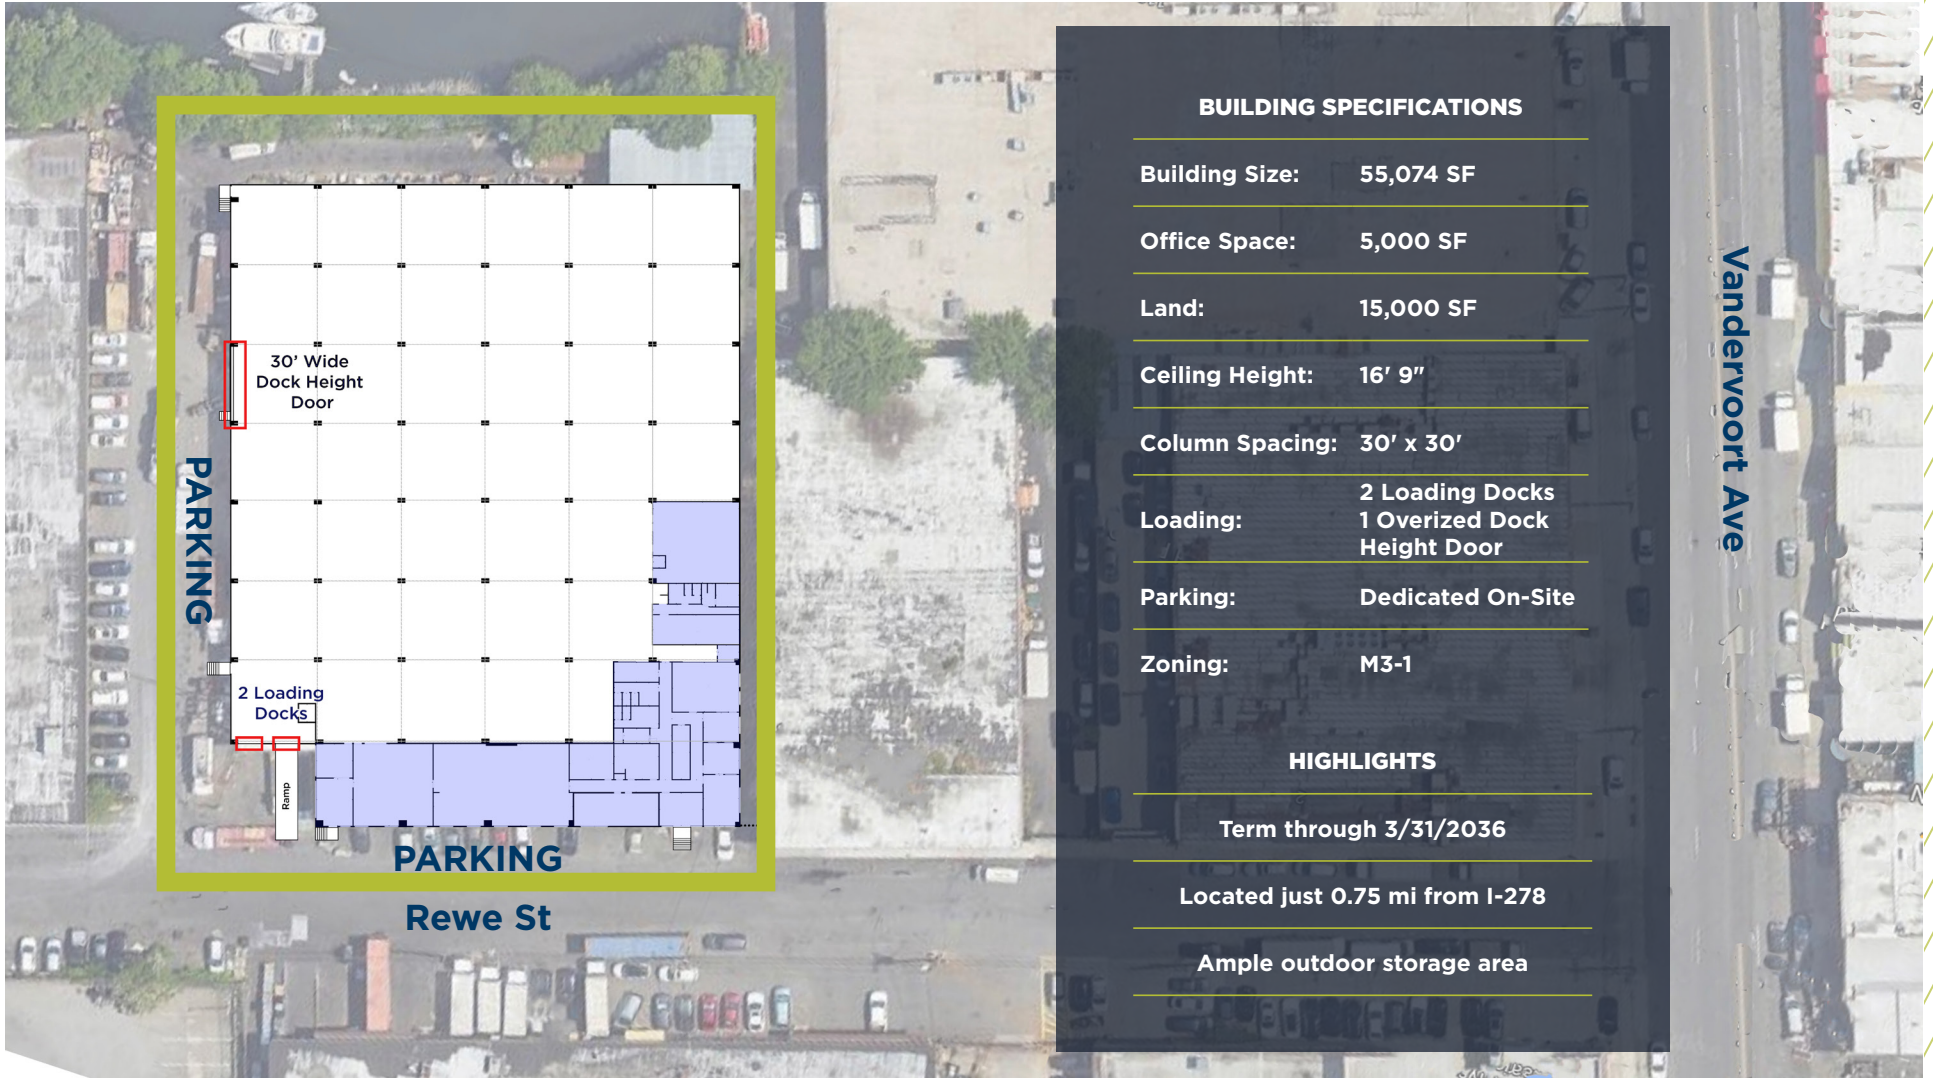 30' Wide
Dock Height
Door
PARKING
2 Loading
Docks
Ramp
PARKING
Rewe St
BUILDING SPECIFICATIONS
Building Size: 55,074 SF
Office Space: 5,000 SF
Land: 15,000 SF
Ceiling Height: 16' 9"
Column Spacing: 30' x 30'
Loading: 2 Loading Docks
1 Overized Dock
Height Door
Parking: Dedicated On-Site
Zoning: M3-1
HIGHLIGHTS
Term through 3/31/2036
Located just 0.75 mi from I-278
Ample outdoor storage area
Vandervoort Ave